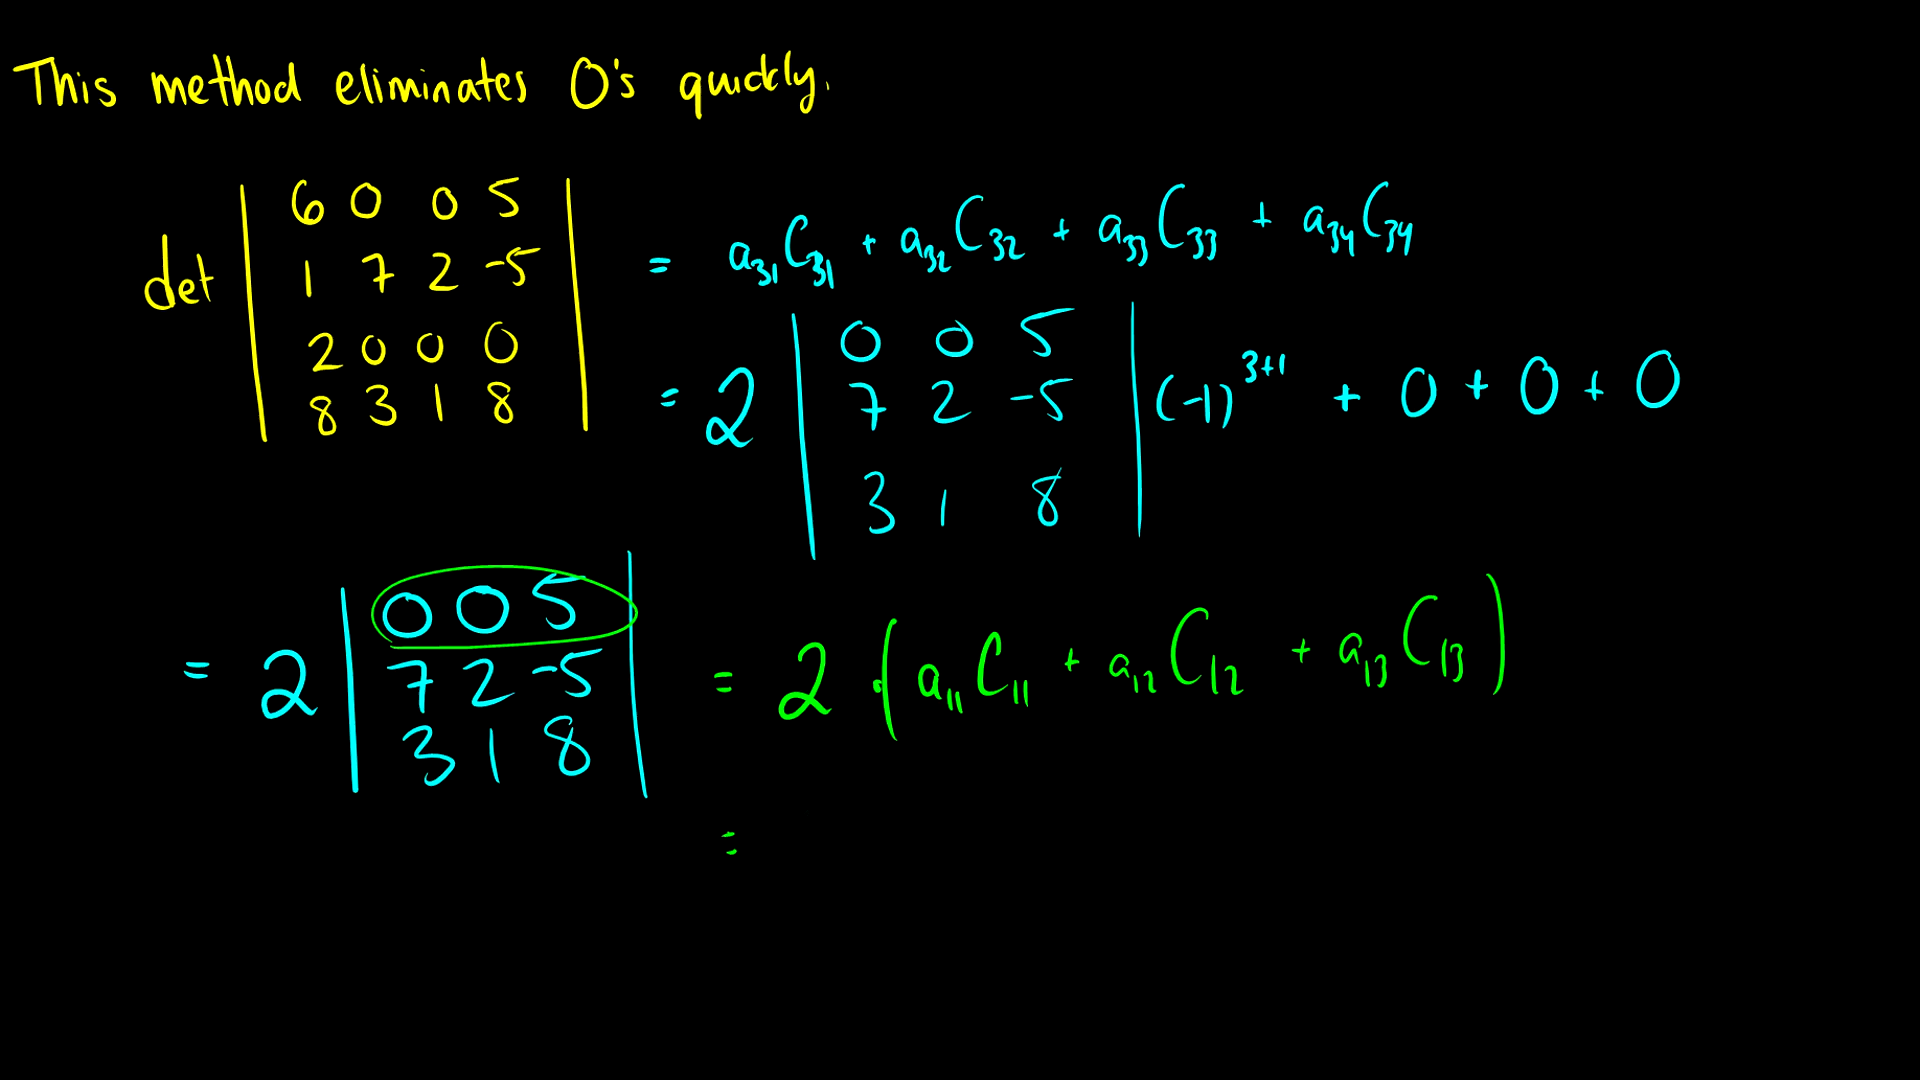 This method eliminates 0's quickly.
det | 6 0 0 5 |
| 1 7 2 -5 |
| 2 0 0 0 |
| 8 3 1 8 |
= a₃₁C₃₁ + a₃₂C₃₂ + a₃₃C₃₃ + a₃₄C₃₄
= 2 | 0 0 5 |
| 7 2 -5 | (-1)³⁺¹ + 0 + 0 + 0
| 3 1 8 |
= 2 | 0 0 5 |
| 7 2 -5 |
| 3 1 8 |
= 2 · (a₁₁C₁₁ + a₁₂C₁₂ + a₁₃C₁₃)
=